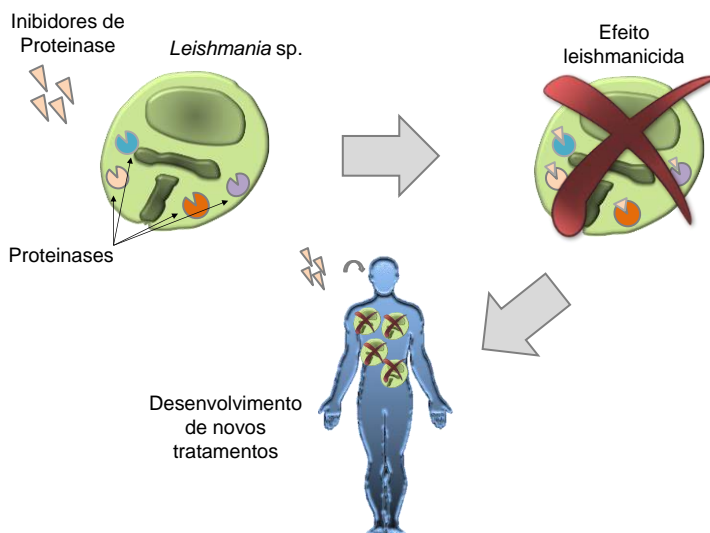 Inibidores de
Proteinase
Leishmania sp.
Efeito
leishmanicida
Proteinases
Desenvolvimento
de novos
tratamentos